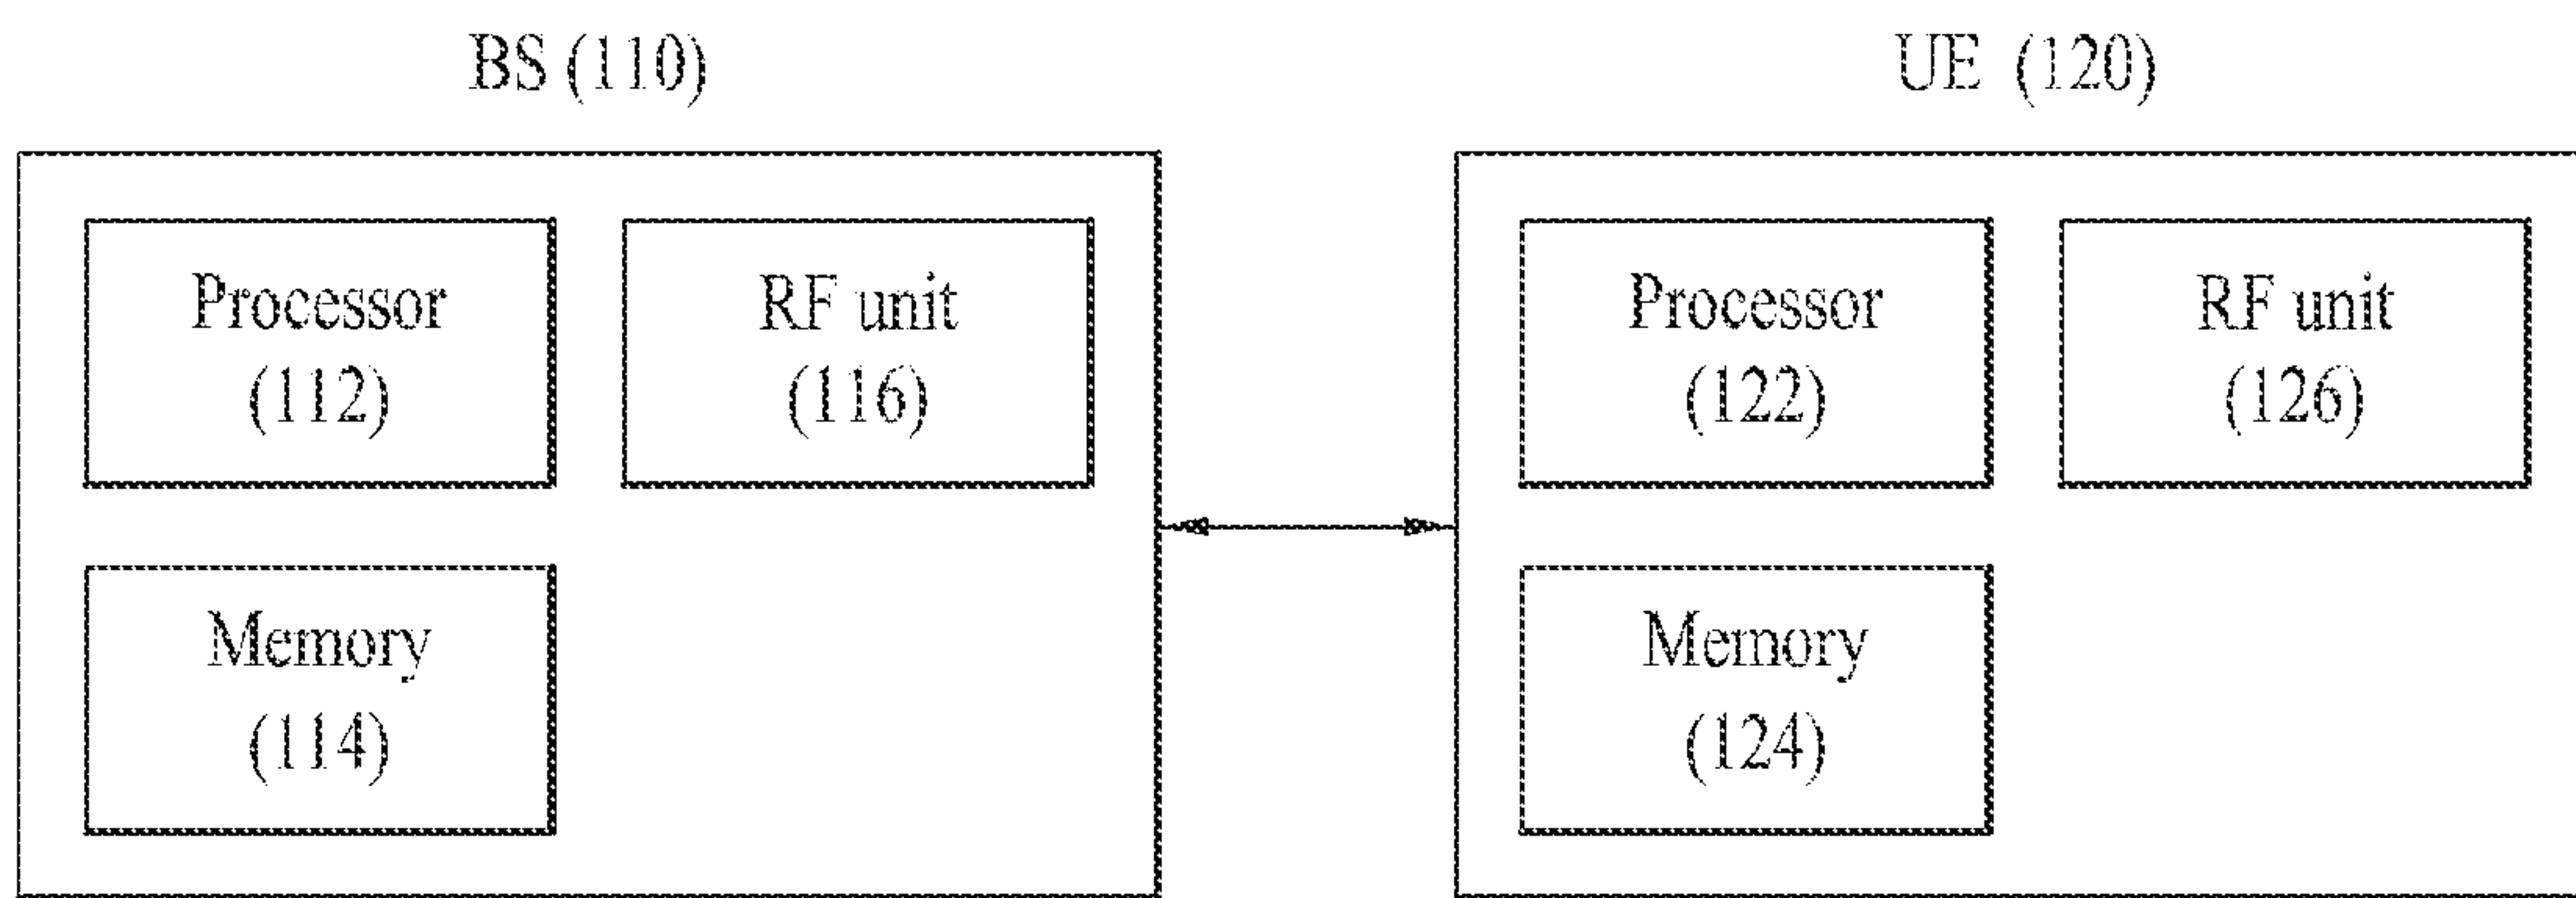 BS (110)
UE (120)
Processor
(112)
RF unit
(116)
Processor
(122)
RF unit
(126)
Memory
(114)
Memory
(124)